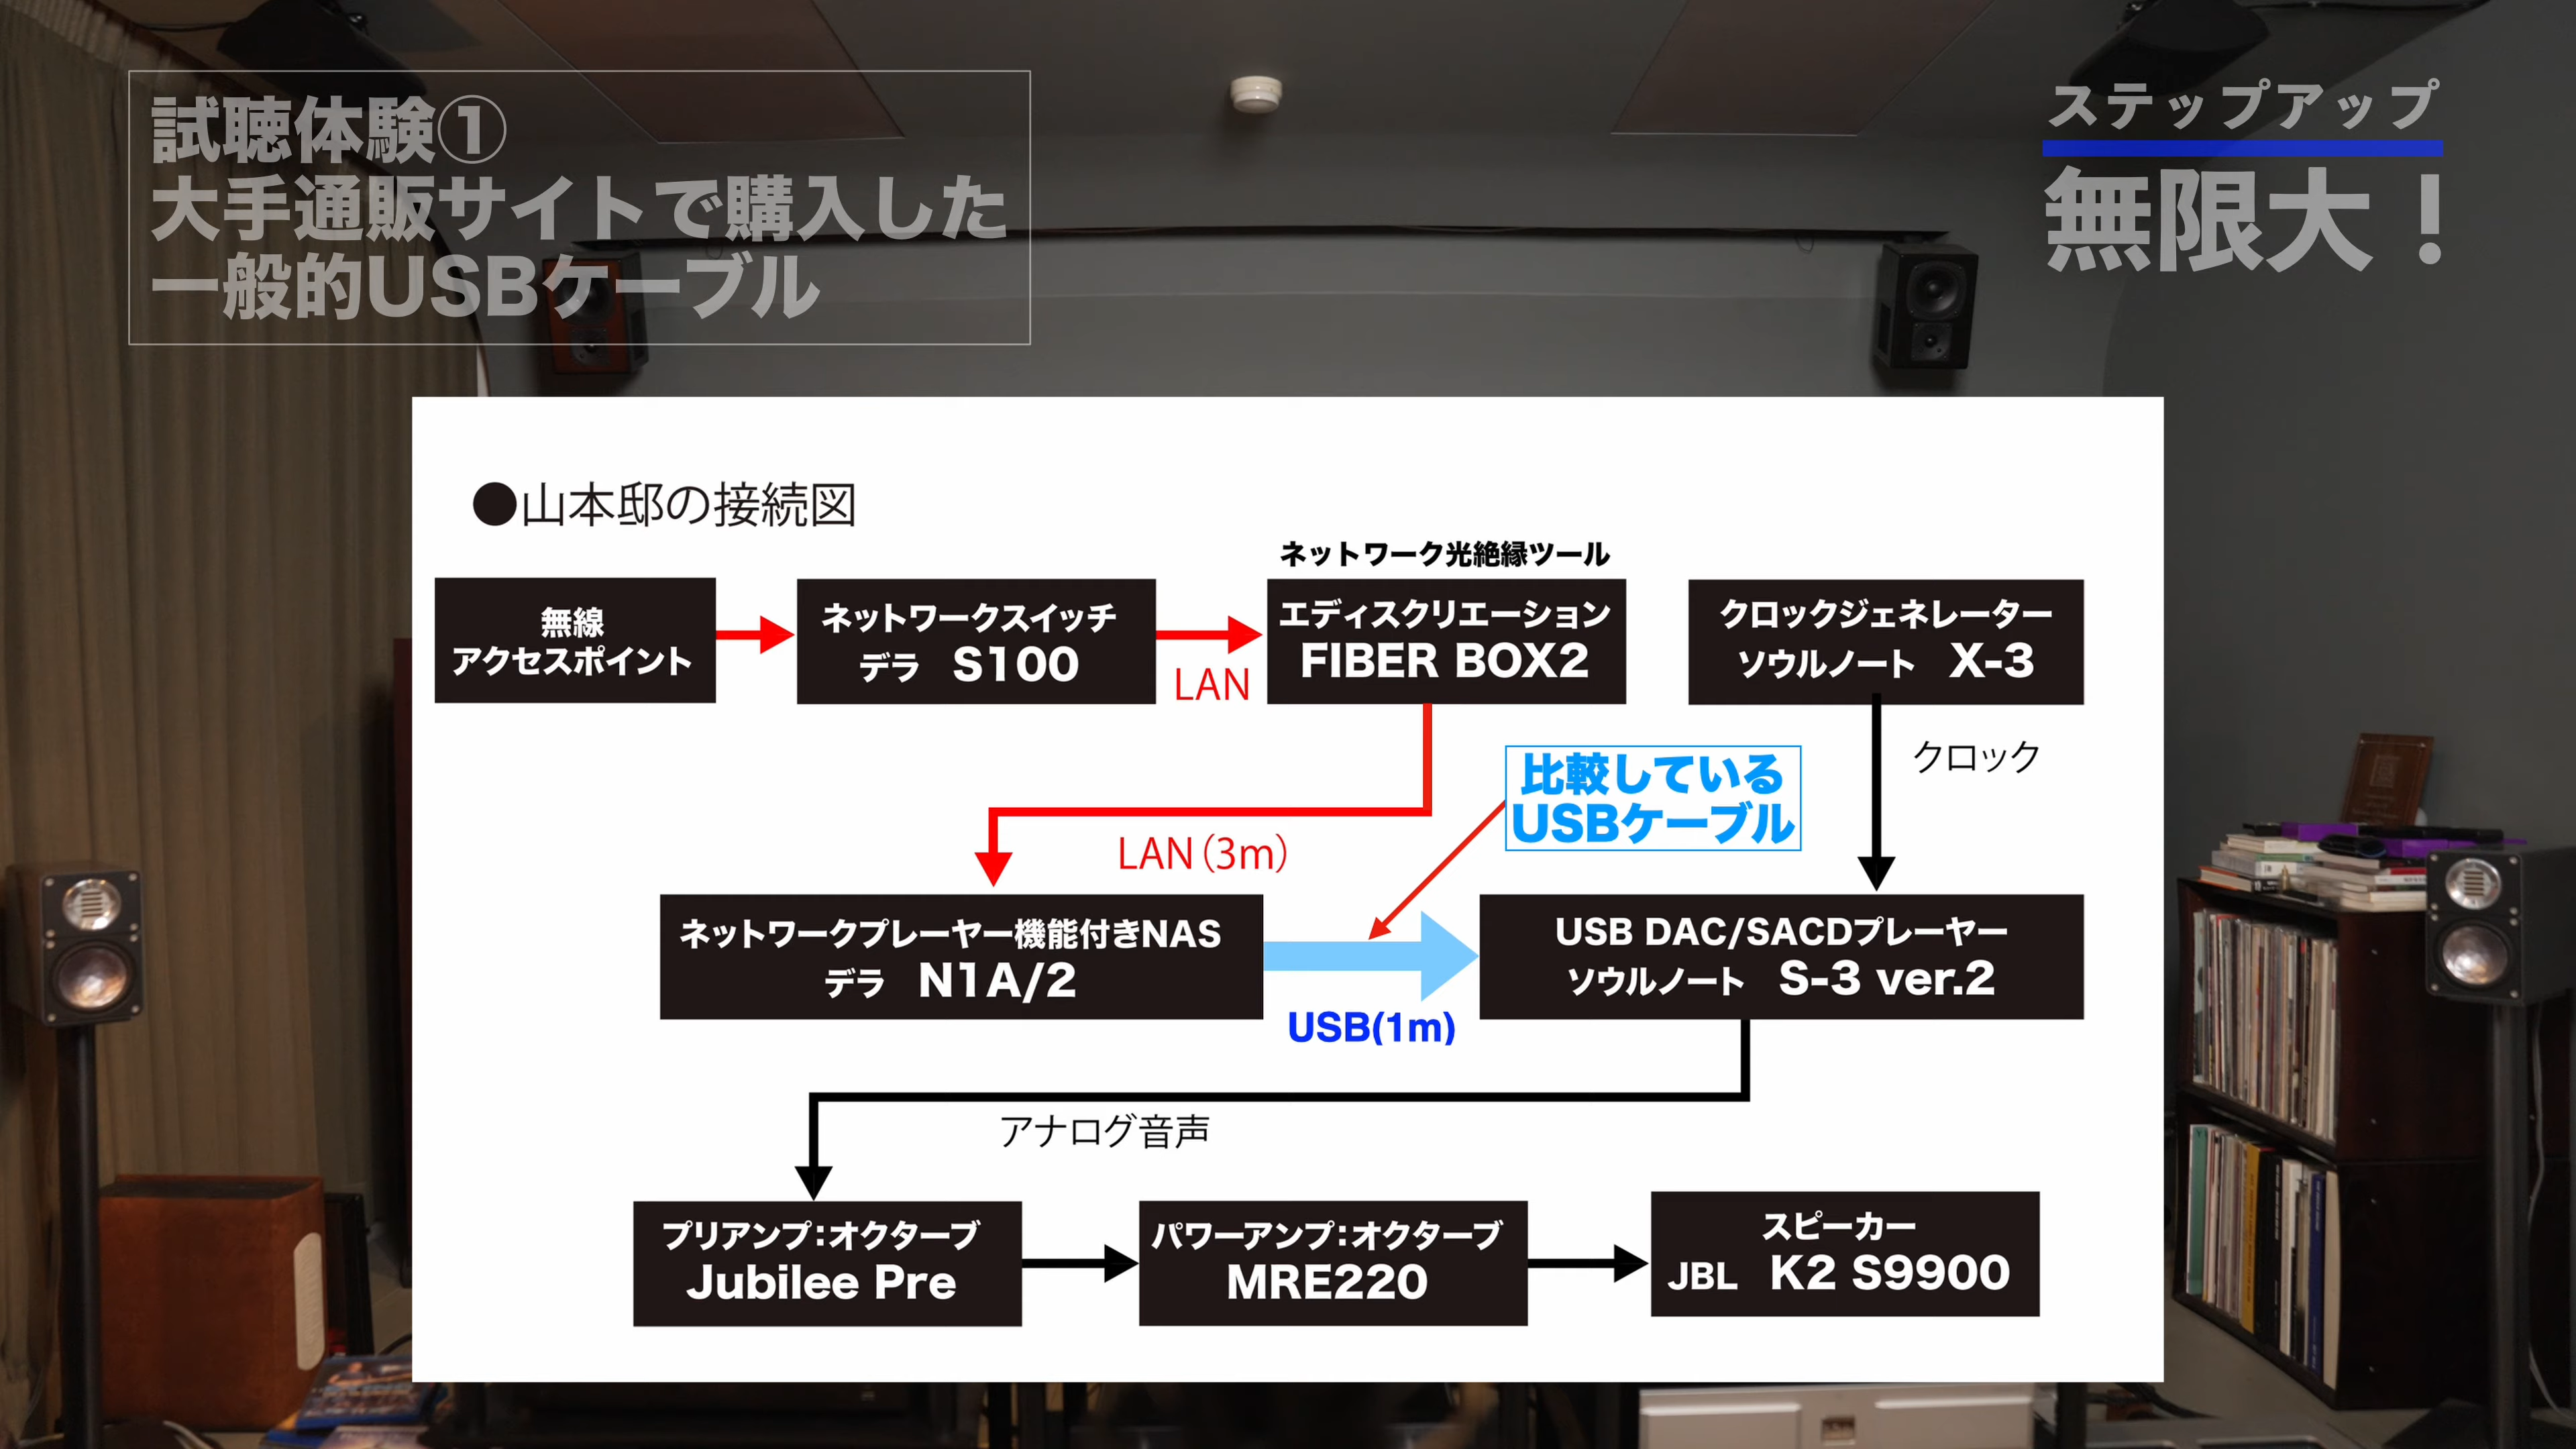 試聴体験①
大手通販サイトで購入した
一般的USBケーブル
ステップアップ
無限大！
●山本邸の接続図
無線
アクセスポイント
ネットワークスイッチ
デラ S100
LAN
ネットワーク光絶縁ツール
エディスクリエーション
FIBER BOX2
クロックジェネレーター
ソウルノート X-3
クロック
LAN（3m）
比較している
USBケーブル
ネットワークプレーヤー機能付きNAS
デラ N1A/2
USB(1m)
USB DAC/SACDプレーヤー
ソウルノート S-3 ver.2
アナログ音声
プリアンプ：オクターブ
Jubilee Pre
パワーアンプ：オクターブ
MRE220
スピーカー
JBL K2 S9900